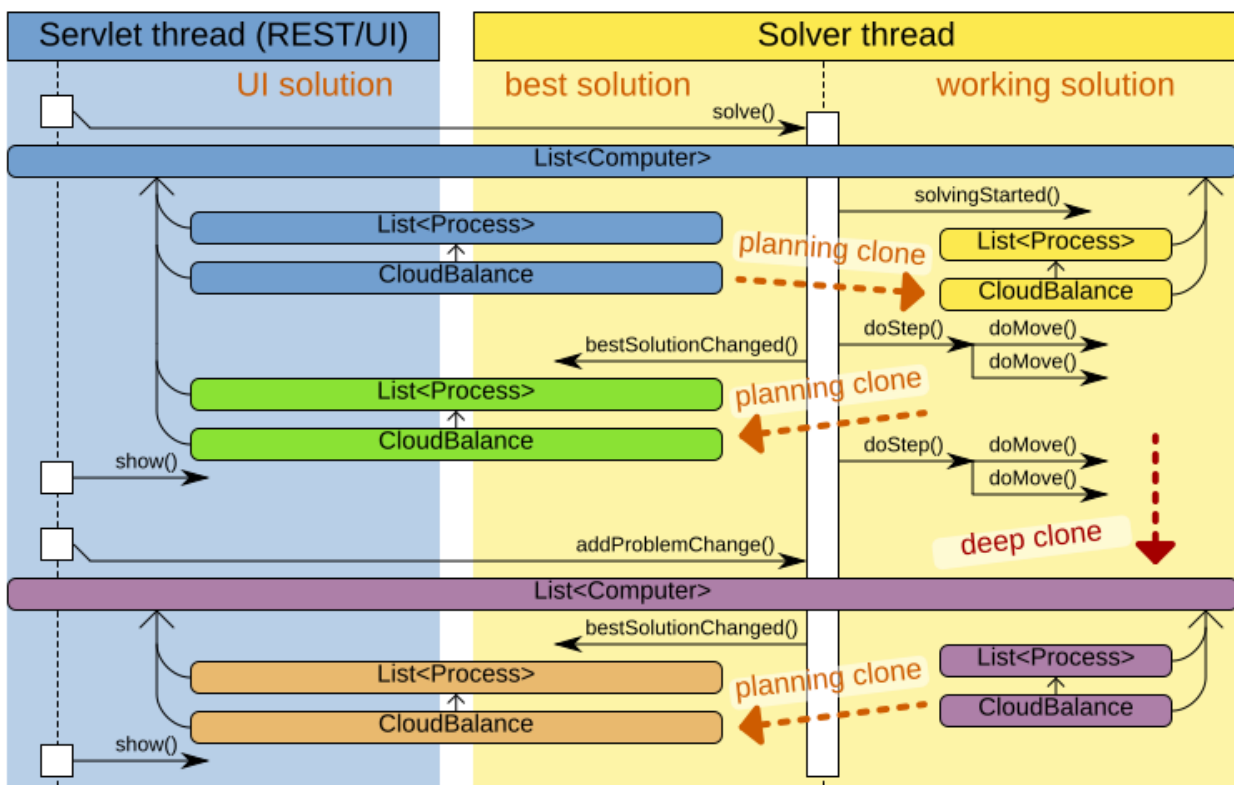 Servlet thread (REST/UI)
Solver thread
UI solution
best solution
working solution
solve()
List<Computer>
solvingStarted()
List<Process>
planning clone
List<Process>
CloudBalance
CloudBalance
doStep()
doMove()
bestSolutionChanged()
doMove()
List<Process>
planning clone
CloudBalance
doStep()
doMove()
show()
doMove()
deep clone
addProblemChange()
List<Computer>
bestSolutionChanged()
List<Process>
List<Process>
planning clone
CloudBalance
CloudBalance
show()